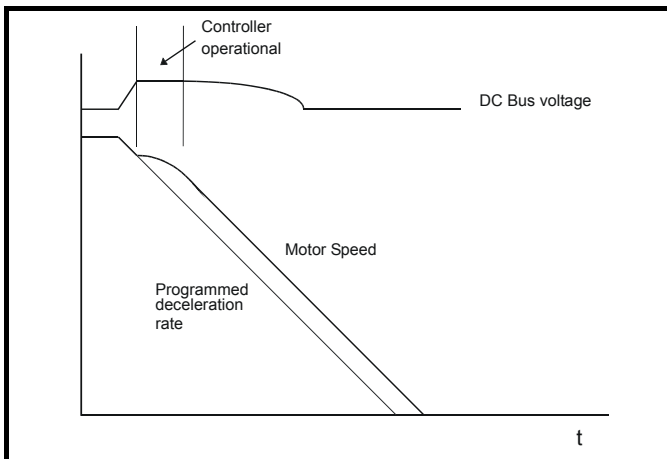 Controller
operational
DC Bus voltage
Motor Speed
Programmed
deceleration
rate
t